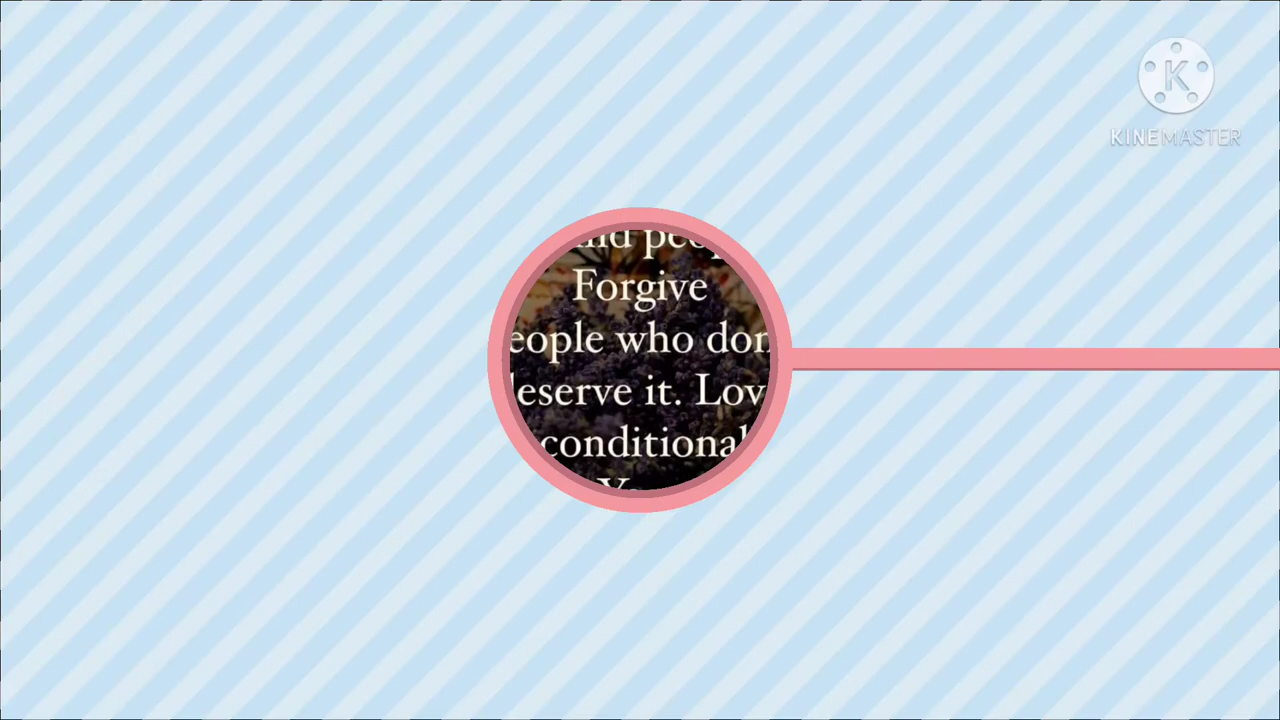 Forgive
eople who don
eserve it. Lov
conditional
K
KINEMASTER